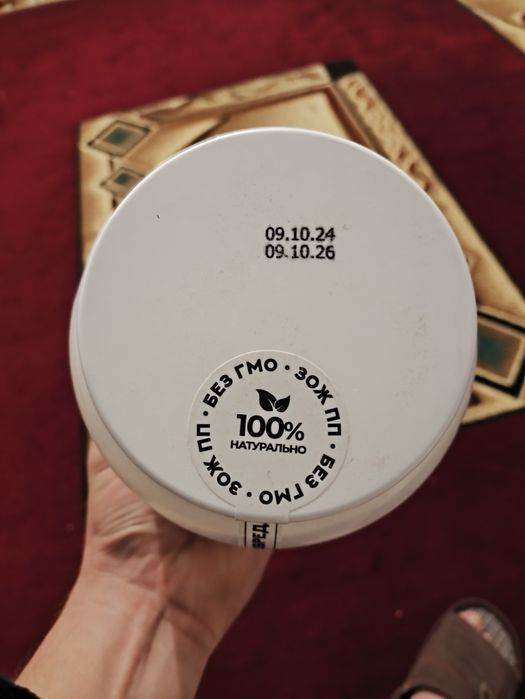 09.10.24
09.10.26
БЕЗ ГМО • ЗОЖ ПП • БЕЗ ГМО • ЗОЖ ПП •
100%
НАТУРАЛЬНО